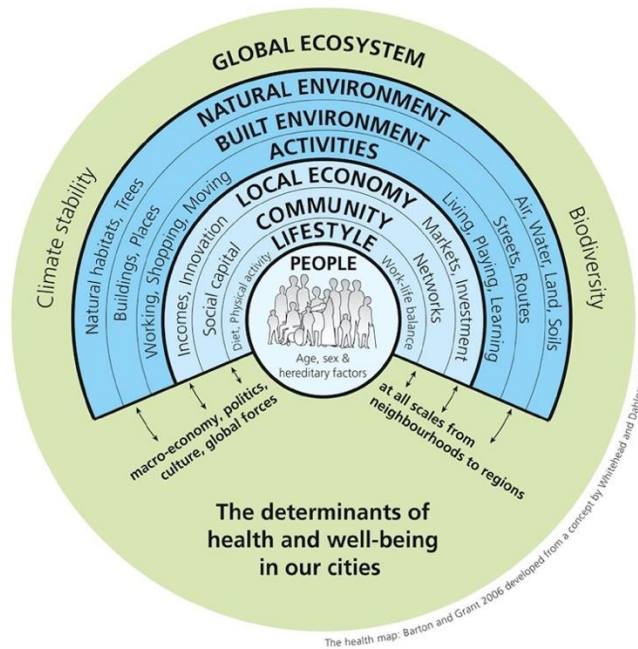 GLOBAL ECOSYSTEM
NATURAL ENVIRONMENT
BUILT ENVIRONMENT
ACTIVITIES
LOCAL ECONOMY
COMMUNITY
LIFESTYLE
PEOPLE
Age, sex &
hereditary factors
Climate stability
Natural habitats, Trees
Buildings, Places
Working, Shopping, Moving
Incomes, Innovation
Social capital
Diet, Physical activity
Work-life balance
Networks
Markets, Investment
Living, Playing, Learning
Streets, Routes
Air, Water, Land, Soils
Biodiversity
macro-economy, politics,
culture, global forces
at all scales from
neighbourhoods to regions
The determinants of
health and well-being
in our cities
The health map: Barton and Grant 2006 developed from a concept by Whitehead and